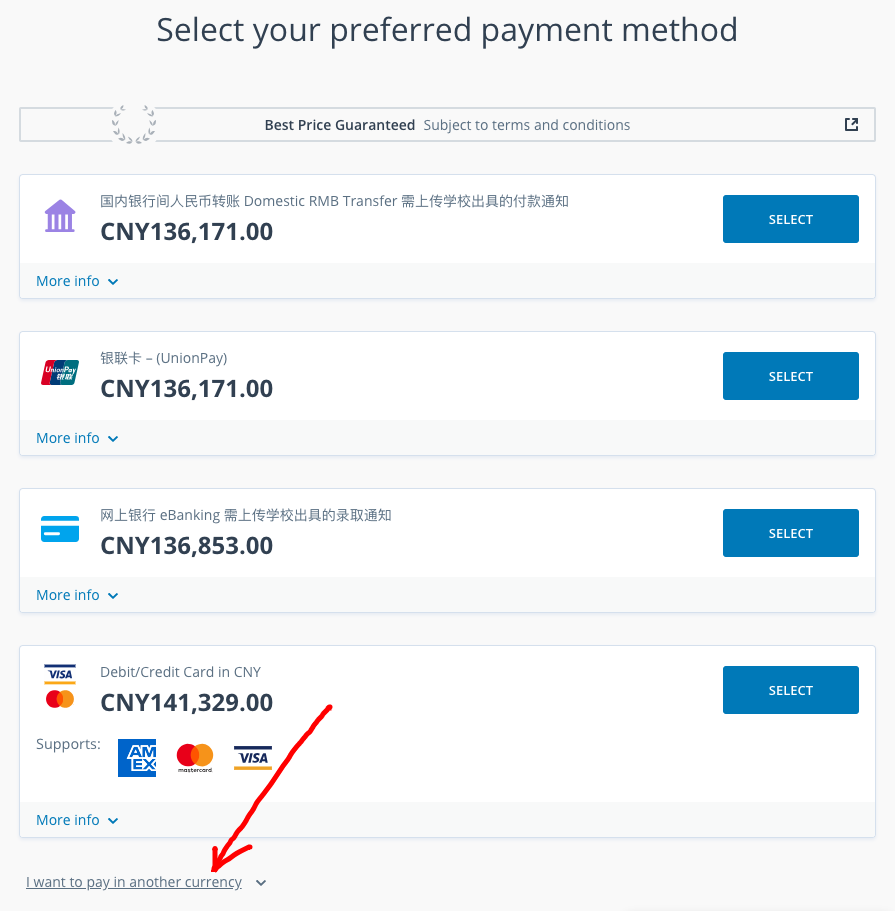 Select your preferred payment method
Best Price Guaranteed Subject to terms and conditions
国内银行间人民币转账 Domestic RMB Transfer 需上传学校出具的付款通知
CNY136,171.00
SELECT
More info
UnionPay
银联
银联卡 – (UnionPay)
CNY136,171.00
SELECT
More info
网上银行 eBanking 需上传学校出具的录取通知
CNY136,853.00
SELECT
More info
VISA
Debit/Credit Card in CNY
CNY141,329.00
SELECT
Supports:
AM
EX
mastercard
VISA
More info
I want to pay in another currency